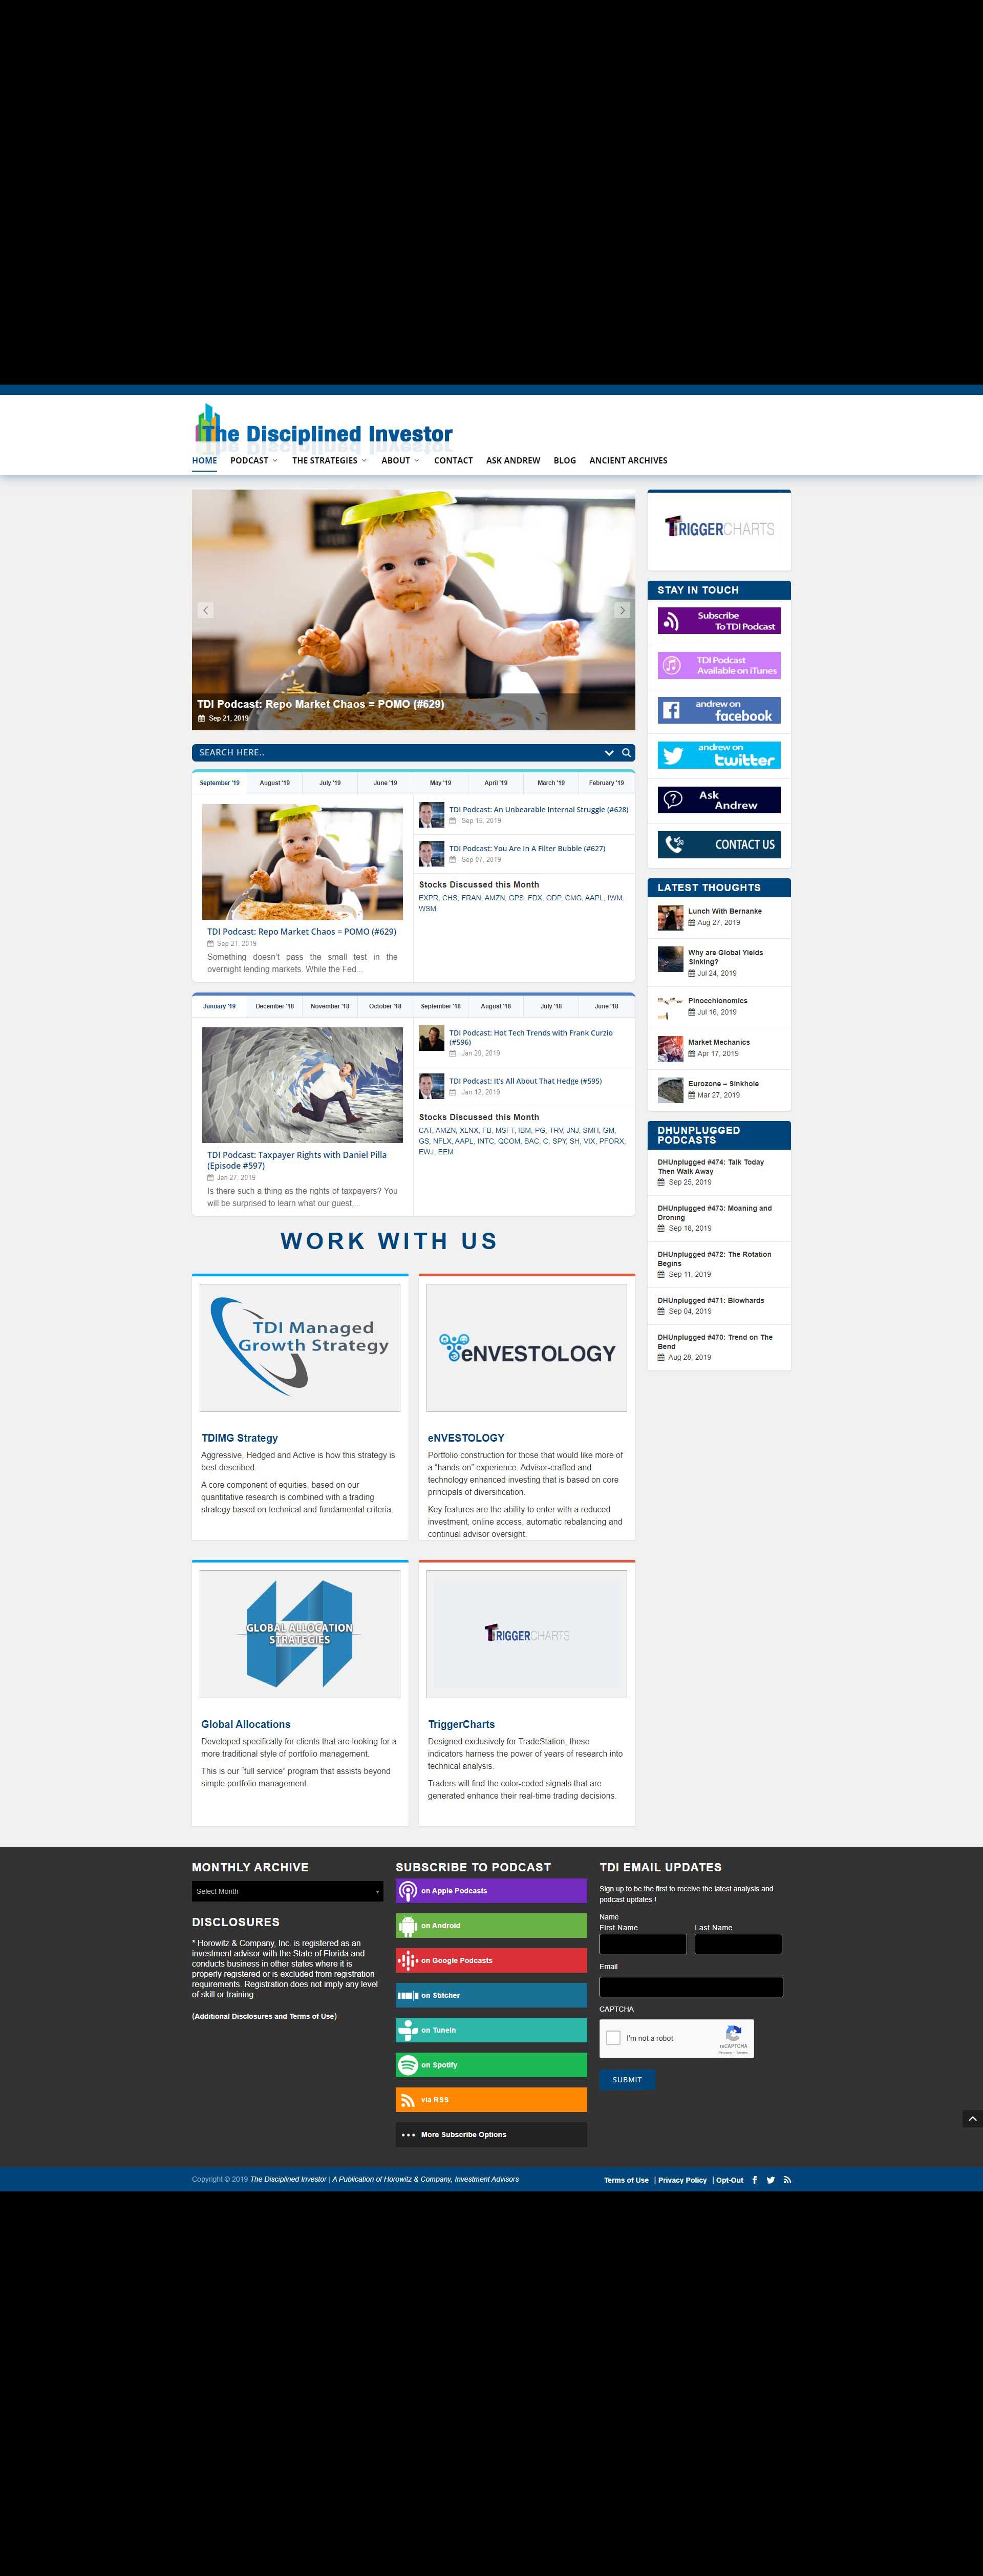 The Disciplined Investor
HOME PODCAST THE STRATEGIES ABOUT CONTACT ASK ANDREW BLOG ANCIENT ARCHIVES
TDI Podcast: Repo Market Chaos = POMO (#629)
Sep 21, 2019
SEARCH HERE..
September '19 August '19 July '19 June '19 May '19 April '19 March '19 February '19
TDI Podcast: Repo Market Chaos = POMO (#629)
Sep 21, 2019
Something doesn't pass the small test in the
overnight lending markets. While the Fed...
TDI Podcast: An Unbearable Internal Struggle (#628)
Sep 15, 2019
TDI Podcast: You Are In A Filter Bubble (#627)
Sep 07, 2019
Stocks Discussed this Month
EXPR, CHS, FRAN, AMZN, GPS, FDX, ODP, CMG, AAPL, IWM,
WSM
January '19 December '18 November '18 October '18 September '18 August '18 July '18 June '18
TDI Podcast: Taxpayer Rights with Daniel Pilla
(Episode #597)
Jan 27, 2019
Is there such a thing as the rights of taxpayers? You
will be surprised to learn what our guest,...
TDI Podcast: Hot Tech Trends with Frank Curzio
(#596)
Jan 20, 2019
TDI Podcast: It's All About That Hedge (#595)
Jan 12, 2019
Stocks Discussed this Month
CAT, AMZN, XLNX, FB, MSFT, IBM, PG, TRV, JNJ, SMH, GM,
GS, NFLX, AAPL, INTC, QCOM, BAC, C, SPY, SH, VIX, PFORX,
EWJ, EEM
WORK WITH US
TDI Managed
Growth Strategy
TDIMG Strategy
Aggressive, Hedged and Active is how this strategy is
best described.
A core component of equities, based on our
quantitative research is combined with a trading
strategy based on technical and fundamental criteria.
eNVESTOLOGY
eNVESTOLOGY
Portfolio construction for those that would like more of
a "hands on" experience. Advisor-crafted and
technology enhanced investing that is based on core
principals of diversification.
Key features are the ability to enter with a reduced
investment, online access, automatic rebalancing and
continual advisor oversight.
GLOBAL ALLOCATION
STRATEGIES
Global Allocations
Developed specifically for clients that are looking for a
more traditional style of portfolio management.
This is our "full service" program that assists beyond
simple portfolio management.
TRIGGERCHARTS
TriggerCharts
Designed exclusively for TradeStation, these
indicators harness the power of years of research into
technical analysis.
Traders will find the color-coded signals that are
generated enhance their real-time trading decisions.
TRIGGERCHARTS
STAY IN TOUCH
Subscribe
To TDI Podcast
TDI Podcast
Available on iTunes
andrew on
facebook
andrew on
twitter
Ask
Andrew
CONTACT US
LATEST THOUGHTS
Lunch With Bernanke
Aug 27, 2019
Why are Global Yields
Sinking?
Jul 24, 2019
Pinocchionomics
Jul 16, 2019
Market Mechanics
Apr 17, 2019
Eurozone – Sinkhole
Mar 27, 2019
DHUNPLUGGED
PODCASTS
DHUnplugged #474: Talk Today
Then Walk Away
Sep 25, 2019
DHUnplugged #473: Moaning and
Droning
Sep 18, 2019
DHUnplugged #472: The Rotation
Begins
Sep 11, 2019
DHUnplugged #471: Blowhards
Sep 04, 2019
DHUnplugged #470: Trend on The
Bend
Aug 28, 2019
MONTHLY ARCHIVE
Select Month
DISCLOSURES
* Horowitz & Company, Inc. is registered as an
investment advisor with the State of Florida and
conducts business in other states where it is
properly registered or is excluded from registration
requirements. Registration does not imply any level
of skill or training.
(Additional Disclosures and Terms of Use)
SUBSCRIBE TO PODCAST
on Apple Podcasts
on Android
on Google Podcasts
on Stitcher
on TuneIn
on Spotify
via RSS
More Subscribe Options
TDI EMAIL UPDATES
Sign up to be the first to receive the latest analysis and
podcast updates !
Name
First Name Last Name
Email
CAPTCHA
I'm not a robot
reCAPTCHA
Privacy - Terms
SUBMIT
Copyright © 2019 The Disciplined Investor | A Publication of Horowitz & Company, Investment Advisors
Terms of Use | Privacy Policy | Opt-Out